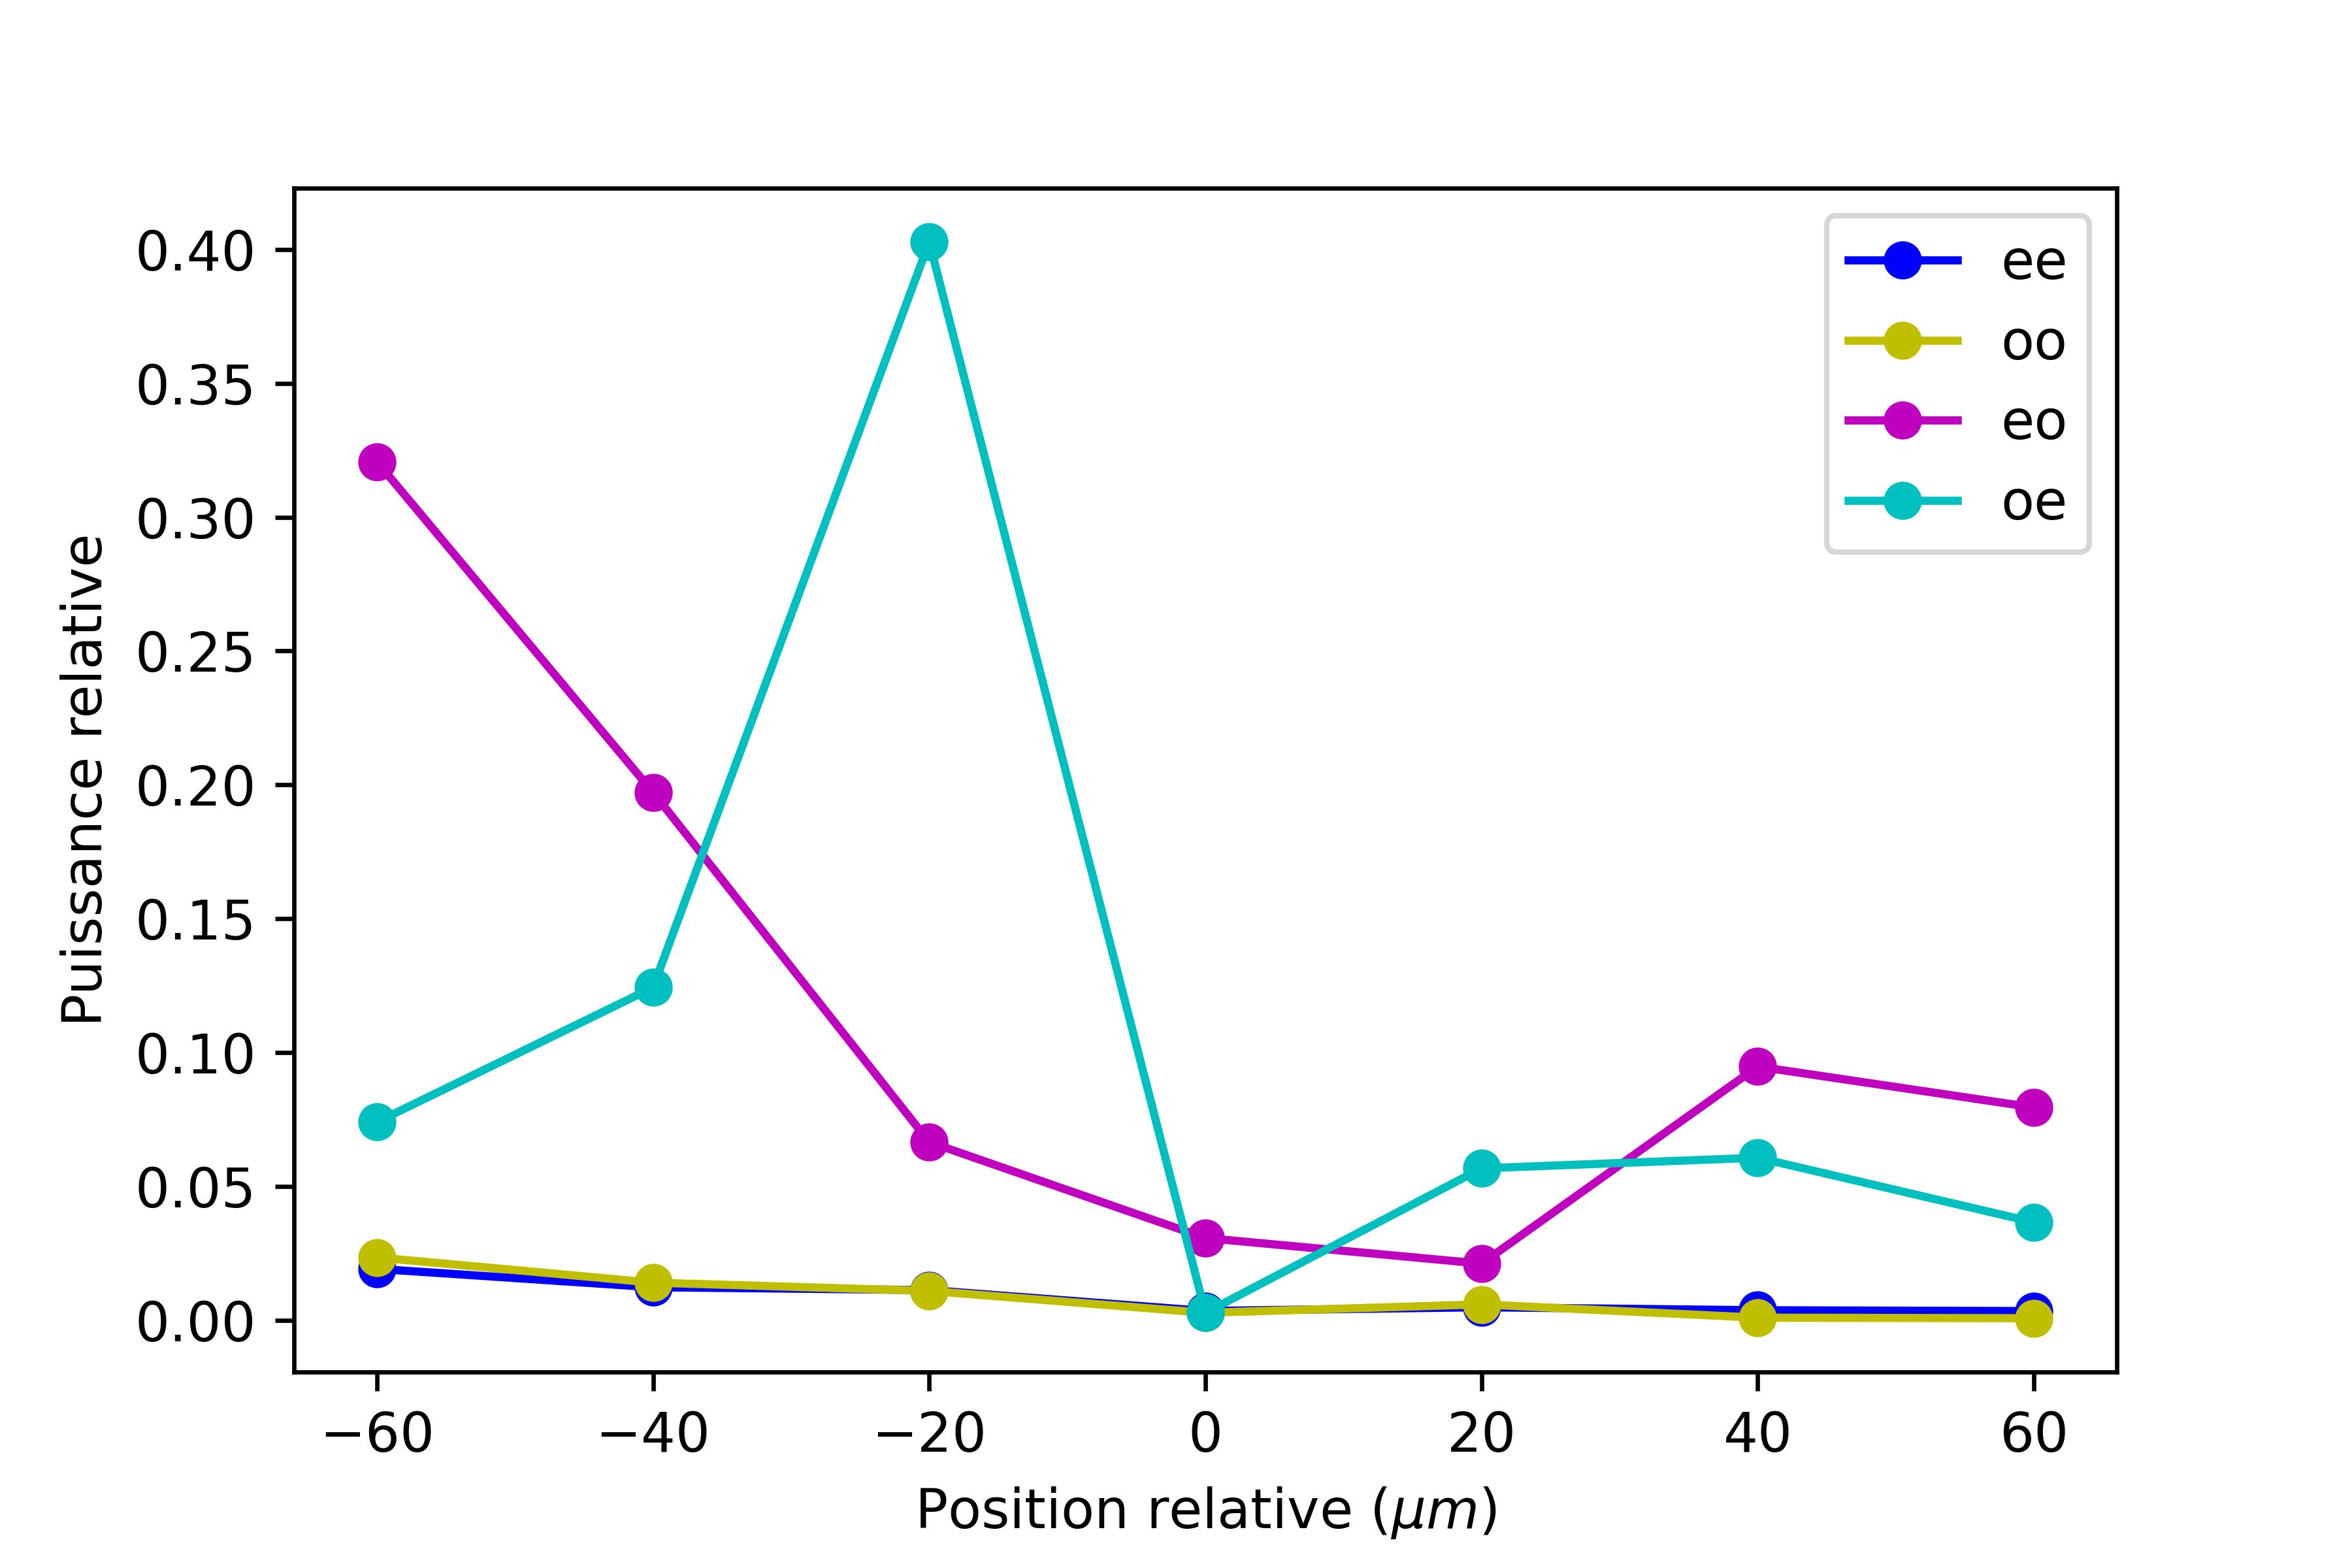 0.40
0.35
0.30
0.25
0.20
0.15
0.10
0.05
0.00
Puissance relative
−60 −40 −20 0 20 40 60
Position relative (μm)
ee
oo
eo
oe